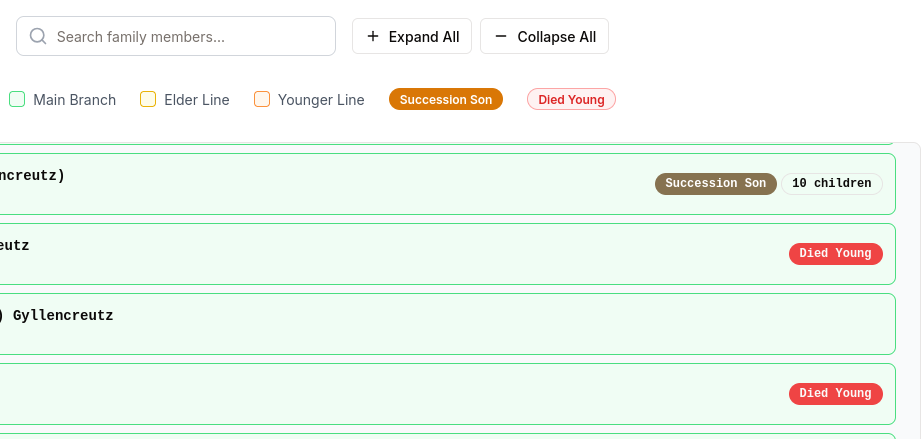 Search family members...
Expand All
Collapse All
Main Branch
Elder Line
Younger Line
Succession Son
Died Young
ncreutz)
Succession Son
10 children
eutz
Died Young
) Gyllencreutz
Died Young